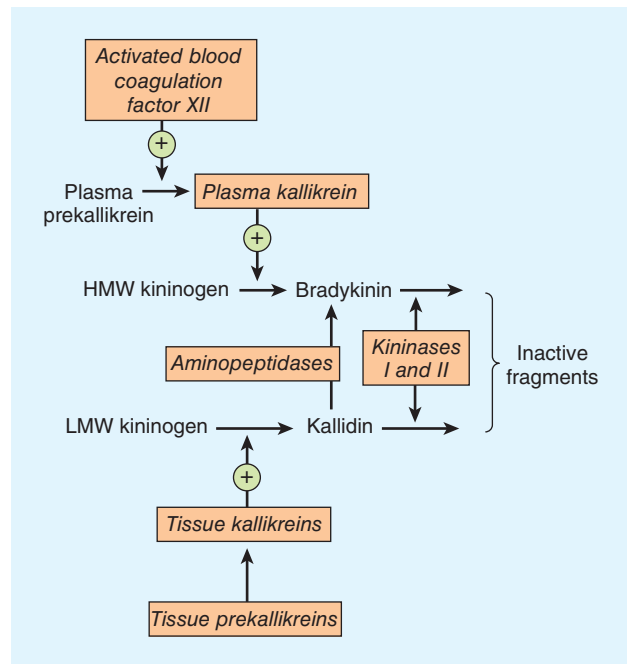 Activated blood
coagulation
factor XII
+
Plasma
prekallikrein
Plasma kallikrein
+
HMW kininogen
Bradykinin
Aminopeptidases
Kininases
I and II
Inactive
fragments
LMW kininogen
Kallidin
+
Tissue kallikreins
Tissue prekallikreins